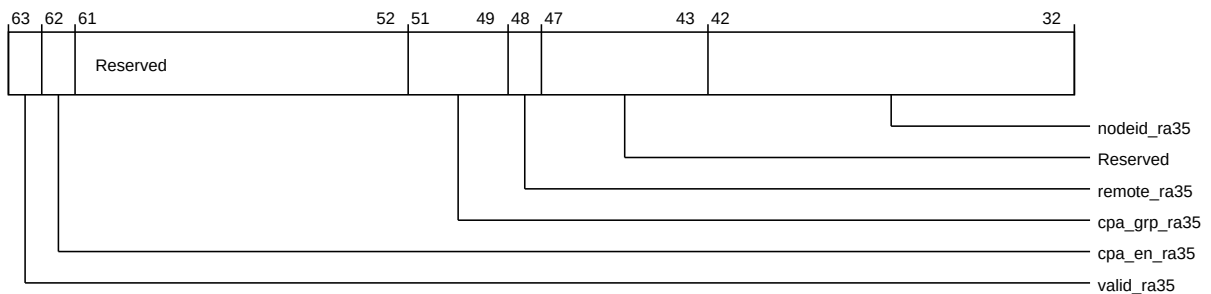 63 62 61 52 51 49 48 47 43 42 32
Reserved
nodeid_ra35
Reserved
remote_ra35
cpa_grp_ra35
cpa_en_ra35
valid_ra35